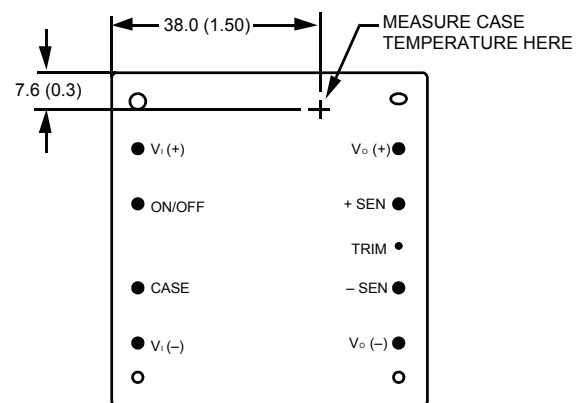 38.0 (1.50)
MEASURE CASE
TEMPERATURE HERE
7.6 (0.3)
VI (+)
VO (+)
ON/OFF
+ SEN
TRIM
CASE
– SEN
VI (–)
VO (–)